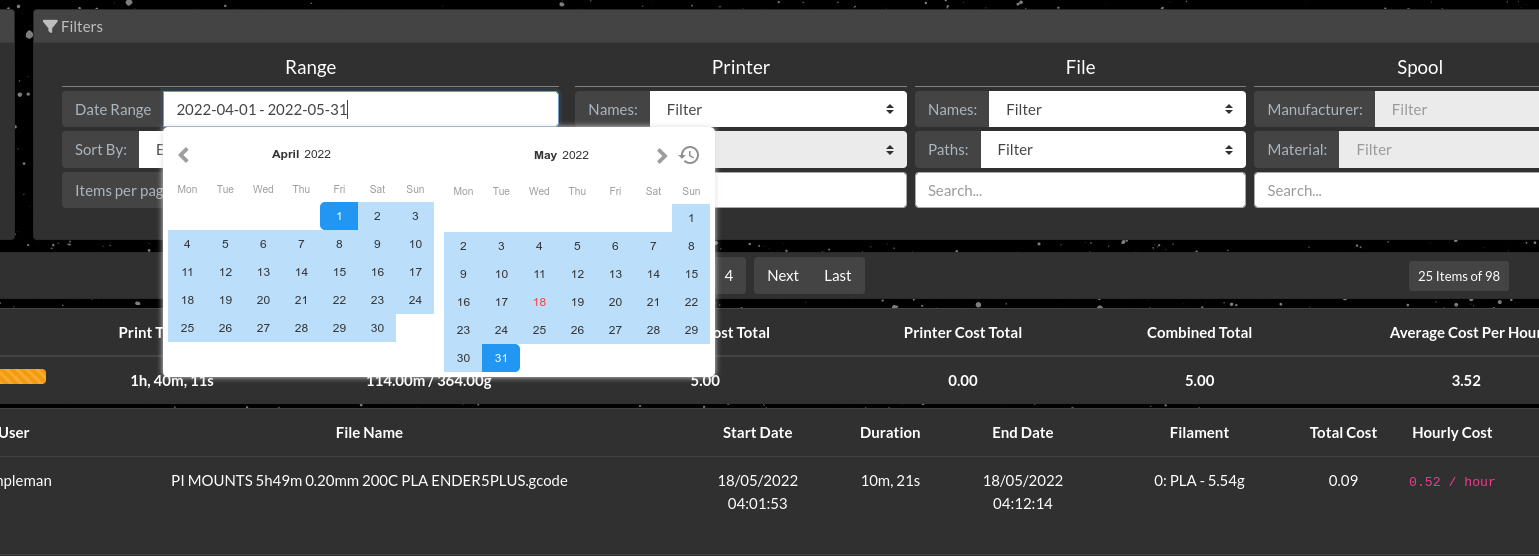 Filters
Range Printer File Spool
Date Range 2022-04-01 - 2022-05-31 Names: Filter Names: Filter Manufacturer: Filter
Sort By: Paths: Filter Material: Filter
Items per Search... Search...
April 2022 May 2022
Mon Tue Wed Thu Fri Sat Sun Mon Tue Wed Thu Fri Sat Sun
1 2 3 1
4 5 6 7 8 9 10 2 3 4 5 6 7 8
11 12 13 14 15 16 17 9 10 11 12 13 14 15
18 19 20 21 22 23 24 16 17 18 19 20 21 22
25 26 27 28 29 30 23 24 25 26 27 28 29
30 31
4 Next Last 25 Items of 98
Print Total Printer Cost Total Combined Total Average Cost Per
1h, 40m, 11s 114.00m / 364.00g 5.00 0.00 5.00 3.52
User File Name Start Date Duration End Date Filament Total Cost Hourly Cost
PI MOUNTS 5h49m 0.20mm 200C PLA ENDER5PLUS.gcode 18/05/2022 10m, 21s 18/05/2022 0: PLA - 5.54g 0.09 0.52 / hour
04:01:53 04:12:14